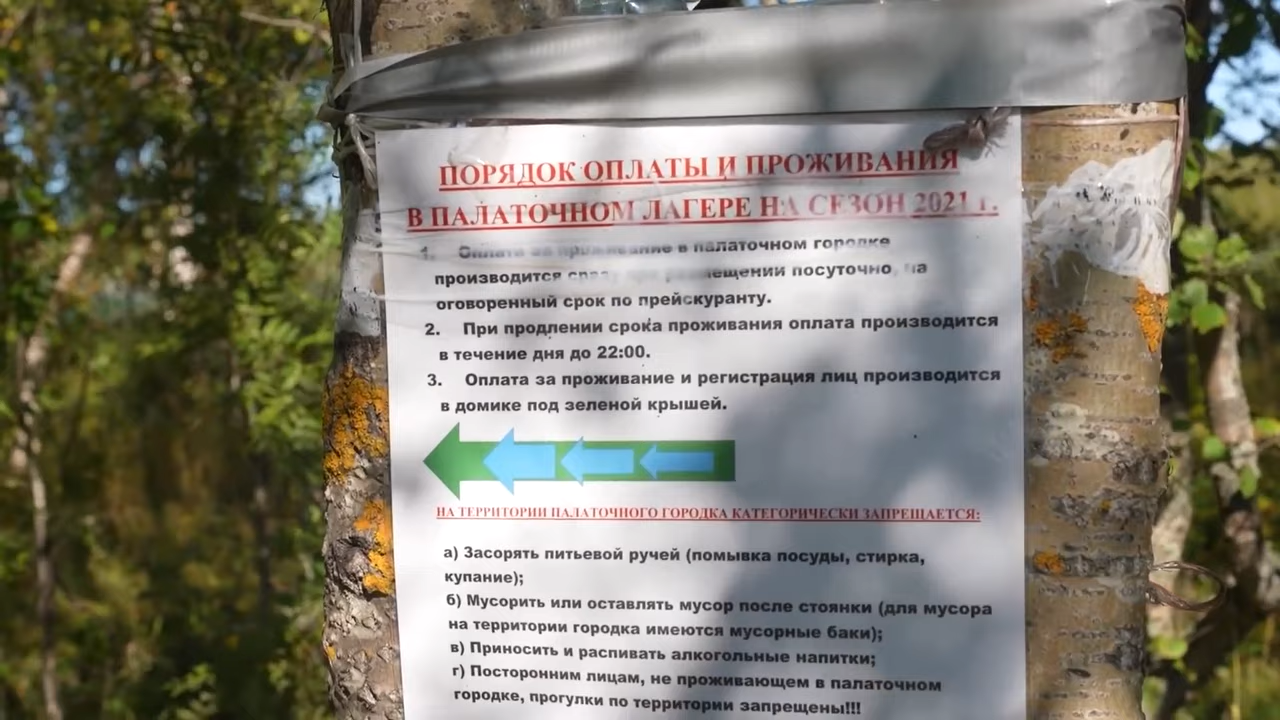 ПОРЯДОК ОПЛАТЫ И ПРОЖИВАНИЯ
В ПАЛАТОЧНОМ ЛАГЕРЕ НА СЕЗОН 2021 г.
1. Оплата за проживание в палаточном городке
производится сразу при размещении посуточно, на
оговоренный срок по прейскуранту.
2. При продлении срока проживания оплата производится
в течение дня до 22:00.
3. Оплата за проживание и регистрация лиц производится
в домике под зеленой крышей.
НА ТЕРРИТОРИИ ПАЛАТОЧНОГО ГОРОДКА КАТЕГОРИЧЕСКИ ЗАПРЕЩАЕТСЯ:
а) Засорять питьевой ручей (помывка посуды, стирка,
купание);
б) Мусорить или оставлять мусор после стоянки (для мусора
на территории городка имеются мусорные баки);
в) Приносить и распивать алкогольные напитки;
г) Посторонним лицам, не проживающем в палаточном
городке, прогулки по территории запрещены!!!